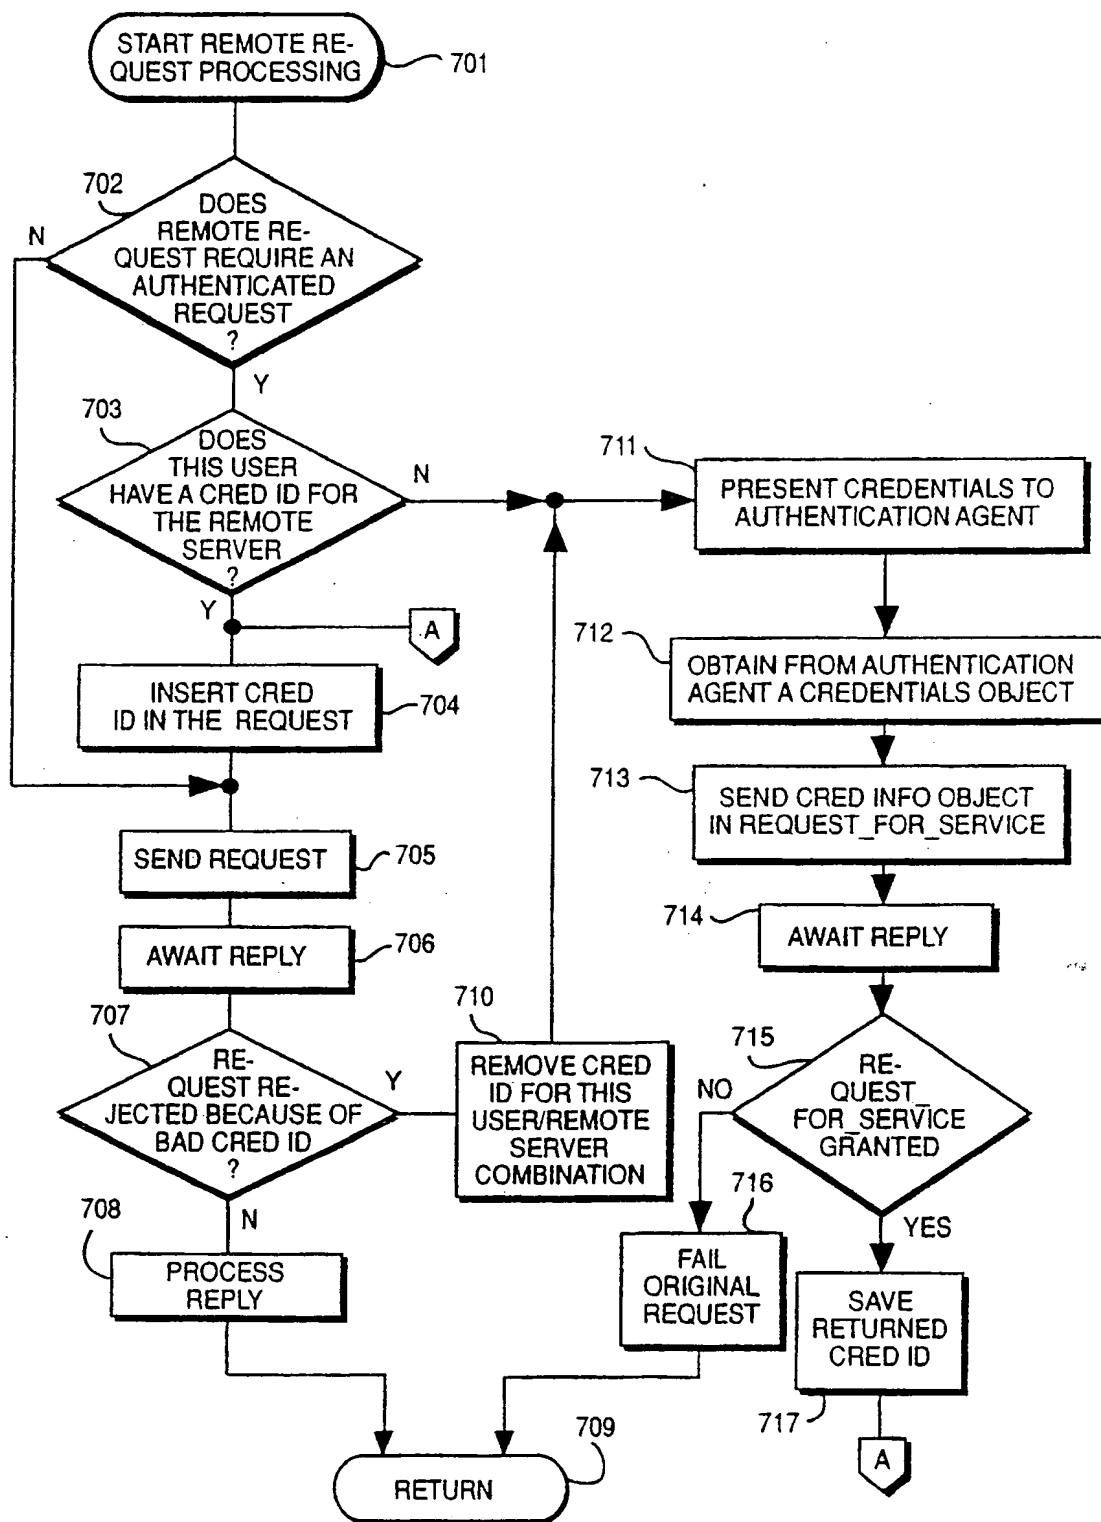 START REMOTE RE-
QUEST PROCESSING
701
702
DOES
REMOTE RE-
QUEST REQUIRE AN
AUTHENTICATED
REQUEST
?
N
Y
703
DOES
THIS USER
HAVE A CRED ID FOR
THE REMOTE
SERVER
?
N
Y
A
INSERT CRED
ID IN THE REQUEST
704
SEND REQUEST
705
AWAIT REPLY
706
707
RE-
QUEST RE-
JECTED BECAUSE OF
BAD CRED ID
?
Y
N
708
PROCESS
REPLY
710
REMOVE CRED
ID FOR THIS
USER/REMOTE
SERVER
COMBINATION
711
PRESENT CREDENTIALS TO
AUTHENTICATION AGENT
712
OBTAIN FROM AUTHENTICATION
AGENT A CREDENTIALS OBJECT
713
SEND CRED INFO OBJECT
IN REQUEST_FOR_SERVICE
714
AWAIT REPLY
715
RE-
QUEST_
FOR_SERVICE
GRANTED
NO
YES
716
FAIL
ORIGINAL
REQUEST
SAVE
RETURNED
CRED ID
717
A
709
RETURN